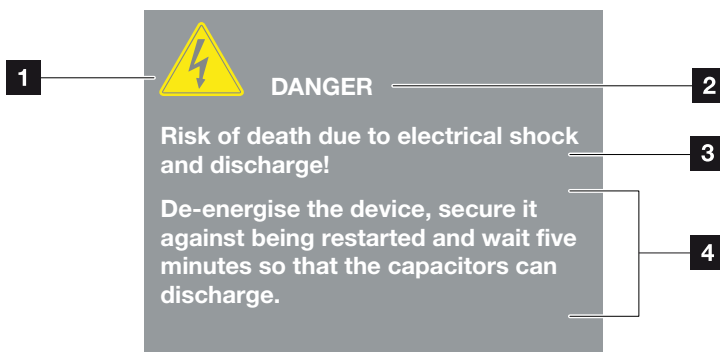 1
DANGER
2
Risk of death due to electrical shock
and discharge!
3
De-energise the device, secure it
against being restarted and wait five
minutes so that the capacitors can
discharge.
4